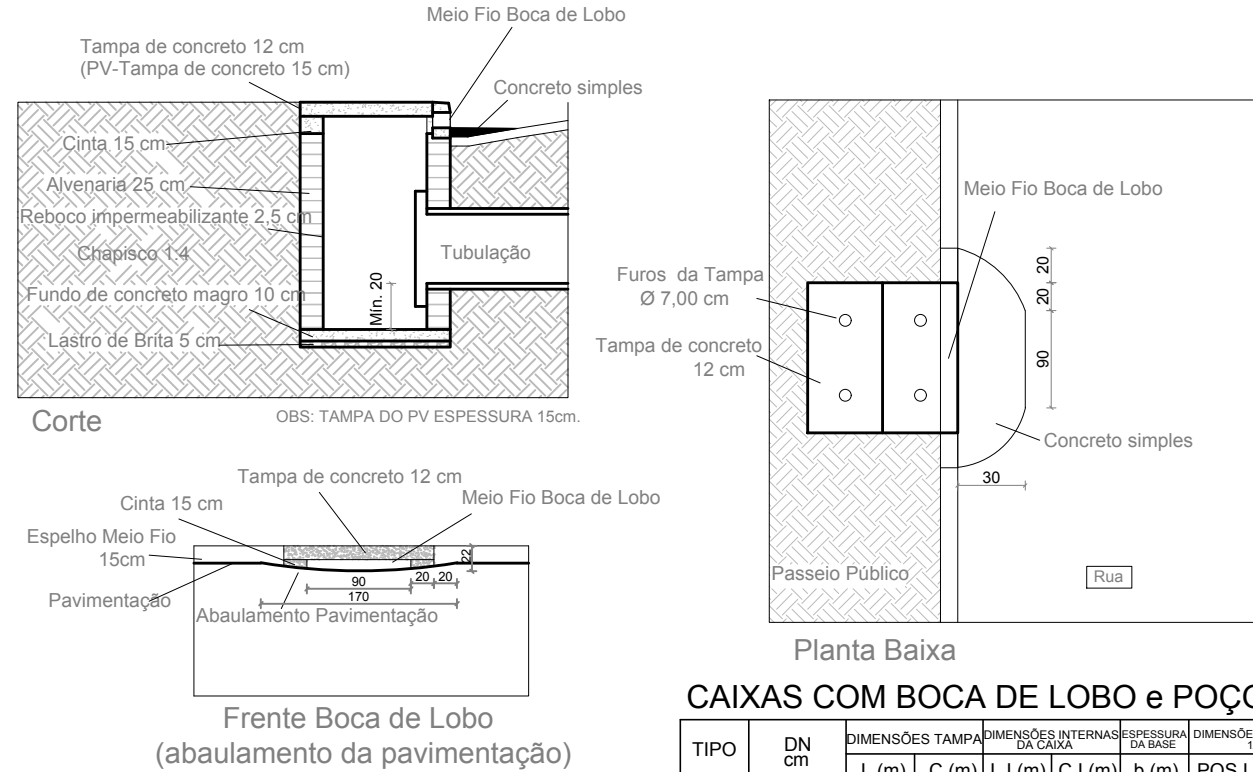 Meio Fio Boca de Lobo
Tampa de concreto 12 cm
(PV-Tampa de concreto 15 cm)
Concreto simples
Cinta 15 cm
Alvenaria 25 cm
Reboco impermeabilizante 2,5 cm
Chapisco 1:4
Fundo de concreto magro 10 cm
Lastro de Brita 5 cm
Mín. 20
Tubulação
Corte
OBS: TAMPA DO PV ESPESSURA 15cm.
Meio Fio Boca de Lobo
Furos da Tampa
Ø 7,00 cm
Tampa de concreto
12 cm
20
20
90
Concreto simples
30
Passeio Público
Rua
Planta Baixa
Tampa de concreto 12 cm
Cinta 15 cm
Meio Fio Boca de Lobo
Espelho Meio Fio
15cm
22
90
20
20
170
Pavimentação
Abaulamento Pavimentação
Frente Boca de Lobo
(abaulamento da pavimentação)
CAIXAS COM BOCA DE LOBO e POÇO
TIPO
DN
cm
DIMENSÕES TAMPA
DIMENSÕES INTERNAS
DA CAIXA
ESPESSURA
DA BASE
DIMENSÕE
1
L (m)
C (m)
L I (m)
C I (m)
b (m)
POS I